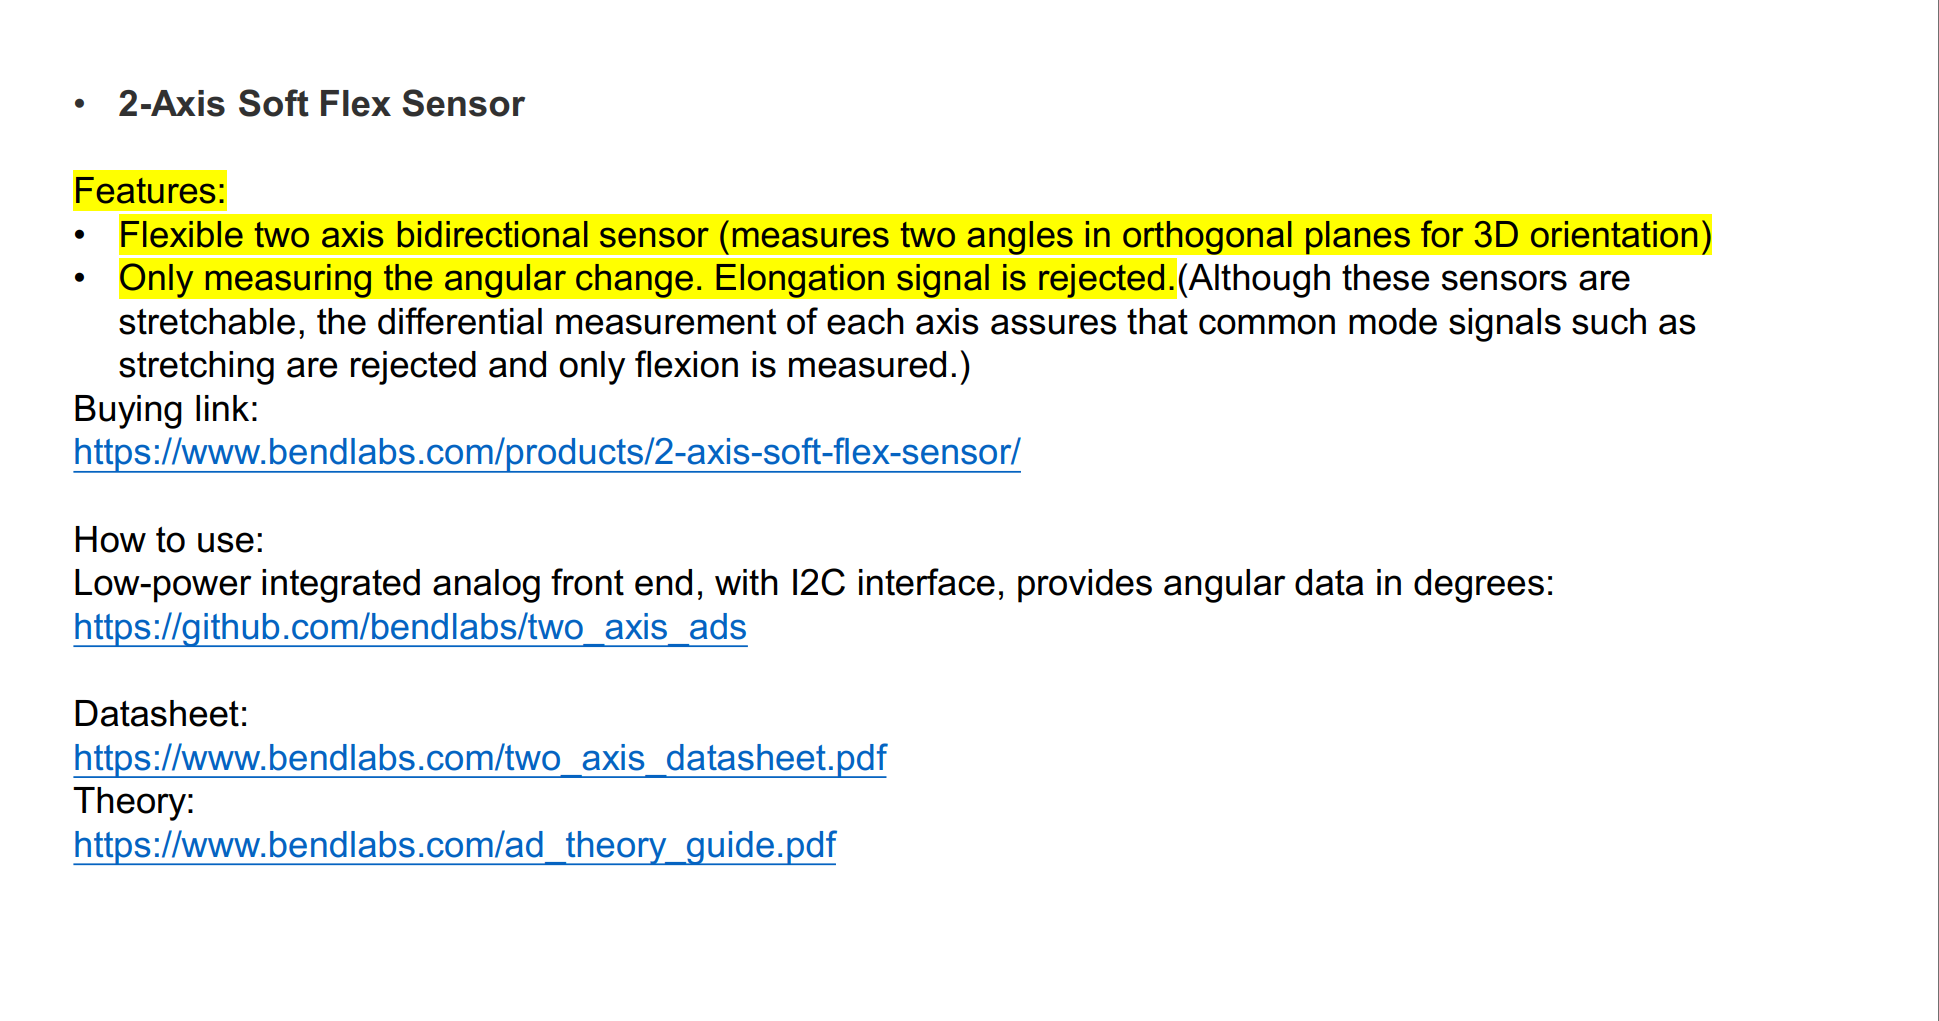 • 2-Axis Soft Flex Sensor
Features:
• Flexible two axis bidirectional sensor (measures two angles in orthogonal planes for 3D orientation)
• Only measuring the angular change. Elongation signal is rejected.(Although these sensors are
stretchable, the differential measurement of each axis assures that common mode signals such as
stretching are rejected and only flexion is measured.)
Buying link:
https://www.bendlabs.com/products/2-axis-soft-flex-sensor/
How to use:
Low-power integrated analog front end, with I2C interface, provides angular data in degrees:
https://github.com/bendlabs/two_axis_ads
Datasheet:
https://www.bendlabs.com/two_axis_datasheet.pdf
Theory:
https://www.bendlabs.com/ad_theory_guide.pdf